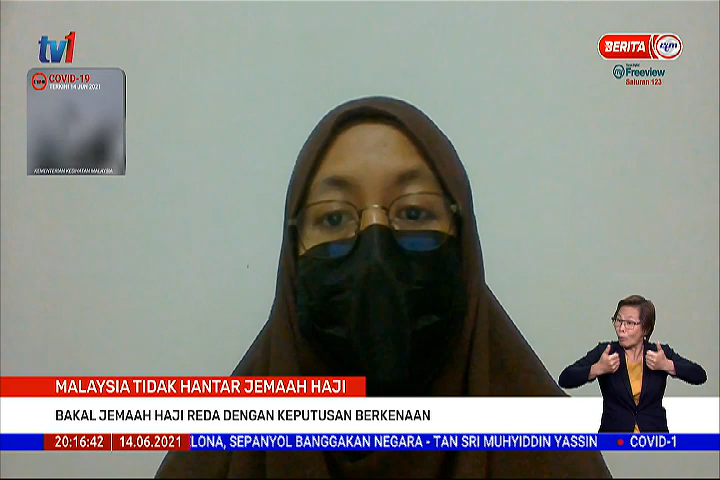 tv1
BERITA rtm
COVID-19
TERKINI 14 JUN 2021
KEMENTERIAN KESIHATAN MALAYSIA
Freeview
Saluran 123
MALAYSIA TIDAK HANTAR JEMAAH HAJI
BAKAL JEMAAH HAJI REDA DENGAN KEPUTUSAN BERKENAAN
20:16:42 14.06.2021 LONA, SEPANYOL BANGGAKAN NEGARA - TAN SRI MUHYIDDIN YASSIN • COVID-1